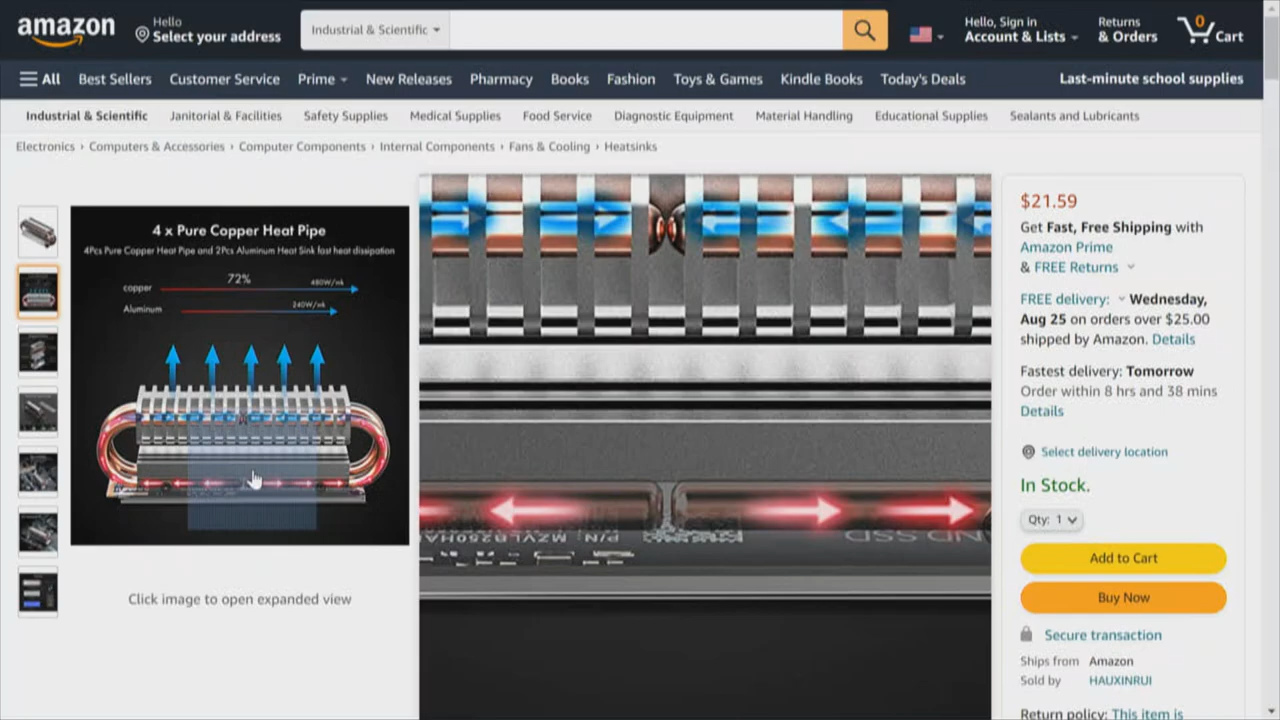 amazon
Hello
Select your address
Industrial & Scientific
Hello, Sign in
Account & Lists
Returns
& Orders
0
Cart
All
Best Sellers
Customer Service
Prime
New Releases
Pharmacy
Books
Fashion
Toys & Games
Kindle Books
Today's Deals
Last-minute school supplies
Industrial & Scientific
Janitorial & Facilities
Safety Supplies
Medical Supplies
Food Service
Diagnostic Equipment
Material Handling
Educational Supplies
Sealants and Lubricants
Electronics › Computers & Accessories › Computer Components › Internal Components › Fans & Cooling › Heatsinks
4 x Pure Copper Heat Pipe
4Pcs Pure Copper Heat Pipe and 2Pcs Aluminum Heat Sink fast heat dissipation
72%
copper
480W/mk
Aluminum
240W/mk
Click image to open expanded view
$21.59
Get Fast, Free Shipping with
Amazon Prime
& FREE Returns
FREE delivery: Wednesday,
Aug 25 on orders over $25.00
shipped by Amazon. Details
Fastest delivery: Tomorrow
Order within 8 hrs and 38 mins
Details
Select delivery location
In Stock.
Qty: 1
Add to Cart
Buy Now
Secure transaction
Ships from Amazon
Sold by HAUXINRUI
Return policy: This item is